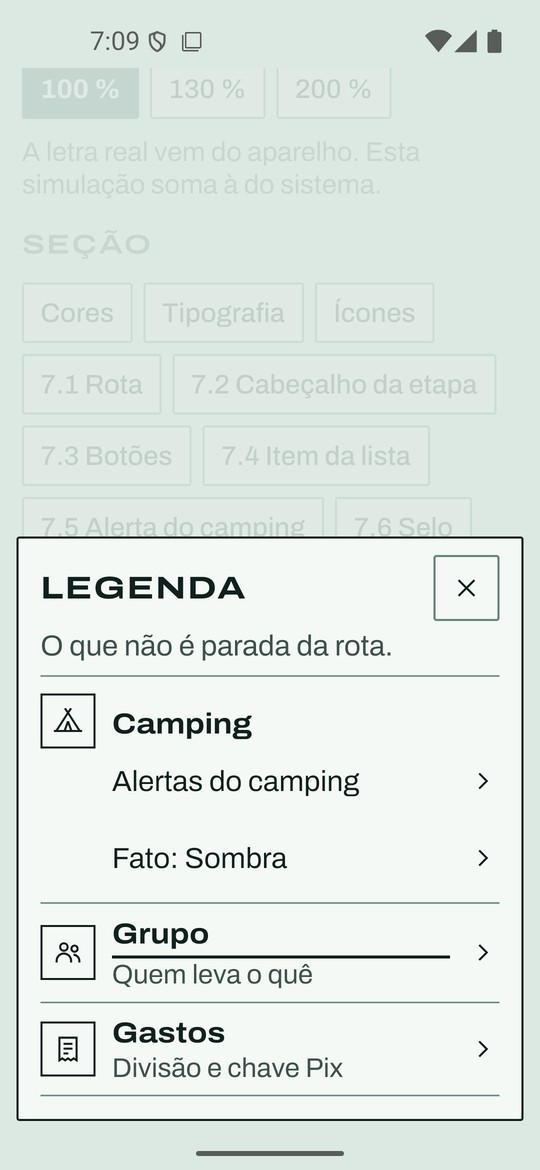 7:09
100 %
130 %
200 %
A letra real vem do aparelho. Esta
simulação soma à do sistema.
SEÇÃO
Cores
Tipografia
Ícones
7.1 Rota
7.2 Cabeçalho da etapa
7.3 Botões
7.4 Item da lista
7.5 Alerta do camping
7.6 Selo
LEGENDA
O que não é parada da rota.
Camping
Alertas do camping
Fato: Sombra
Grupo
Quem leva o quê
Gastos
Divisão e chave Pix